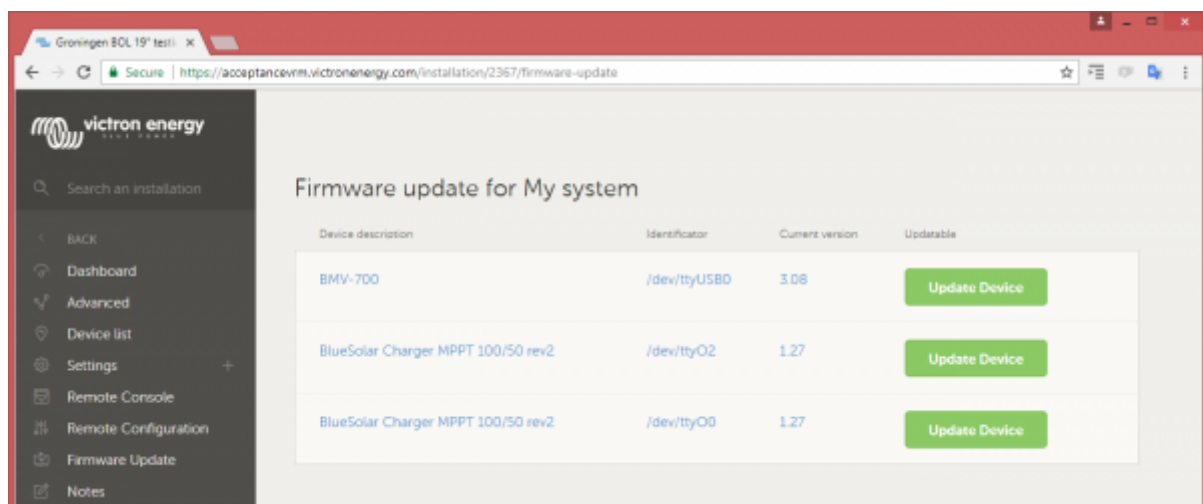 Groningen BOL 19" testi
Secure | https://acceptancevrm.victronenergy.com/installation/2367/firmware-update
victron energy
BLUE POWER
Search an installation
Firmware update for My system
BACK
Device description Identificator Current version Updatable
Dashboard
BMV-700 /dev/ttyUSB0 3.08 Update Device
Advanced
Device list
BlueSolar Charger MPPT 100/50 rev2 /dev/ttyO2 1.27 Update Device
Settings +
Remote Console
Remote Configuration
BlueSolar Charger MPPT 100/50 rev2 /dev/ttyO0 1.27 Update Device
Firmware Update
Notes